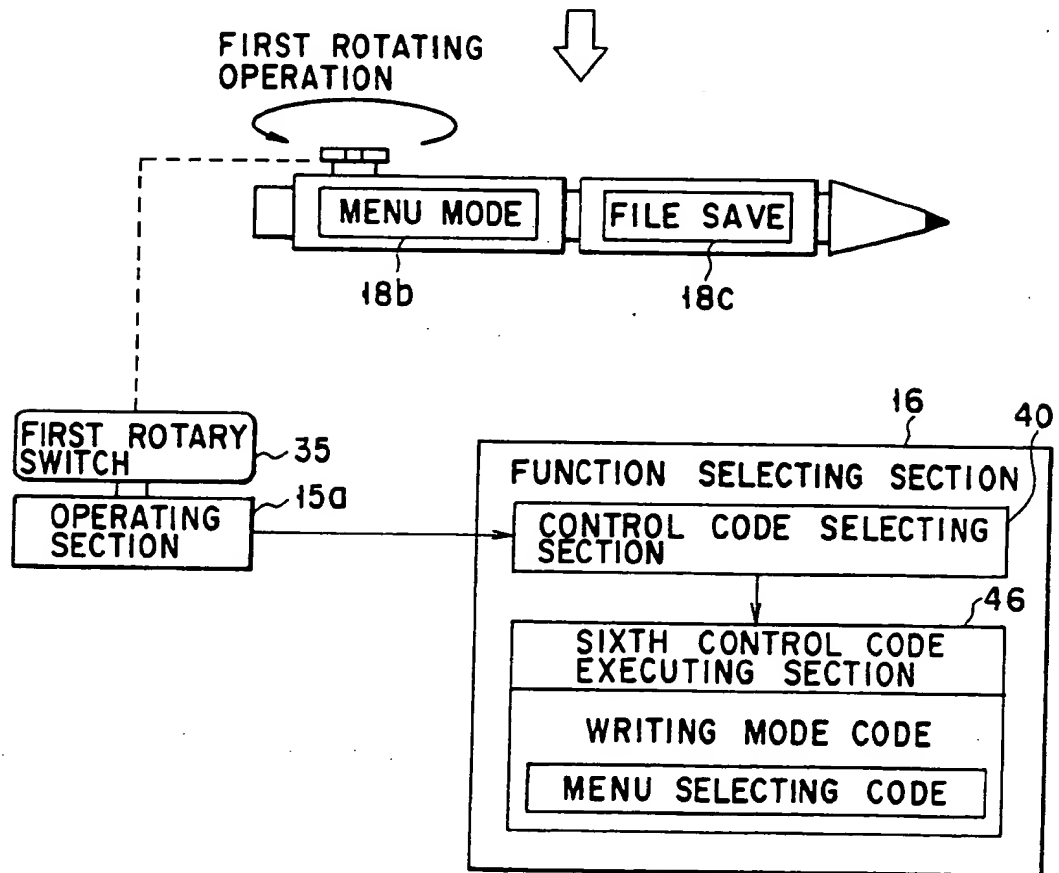 FIRST ROTATING
OPERATION
MENU MODE
FILE SAVE
18b
18c
FIRST ROTARY
SWITCH
35
OPERATING
SECTION
15a
16
40
FUNCTION SELECTING SECTION
CONTROL CODE SELECTING
SECTION
46
SIXTH CONTROL CODE
EXECUTING SECTION
WRITING MODE CODE
MENU SELECTING CODE